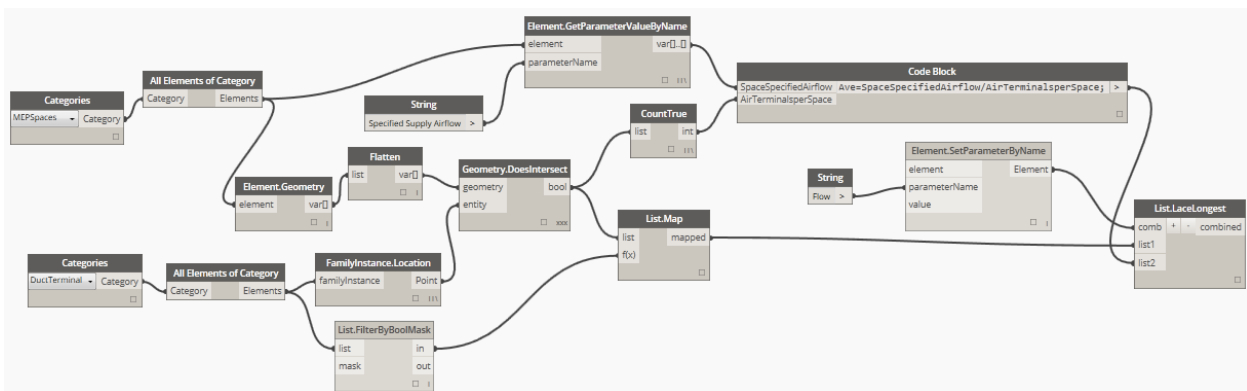 Element.GetParameterValueByName
element var[]..[]
parameterName
All Elements of Category
Category Elements
Categories
MEPSpaces Category
String
Specified Supply Airflow >
Code Block
SpaceSpecifiedAirflow Ave=SpaceSpecifiedAirflow/AirTerminalsperSpace; >
AirTerminalsperSpace
CountTrue
list int
Flatten
list var[]
Element.Geometry
element var[]
Geometry.DoesIntersect
geometry bool
entity
Element.SetParameterByName
element Element
parameterName
value
String
Flow >
List.Map
list mapped
f(x)
List.LaceLongest
comb + - combined
list1
list2
Categories
DuctTerminal Category
All Elements of Category
Category Elements
FamilyInstance.Location
familyInstance Point
List.FilterByBoolMask
list in
mask out